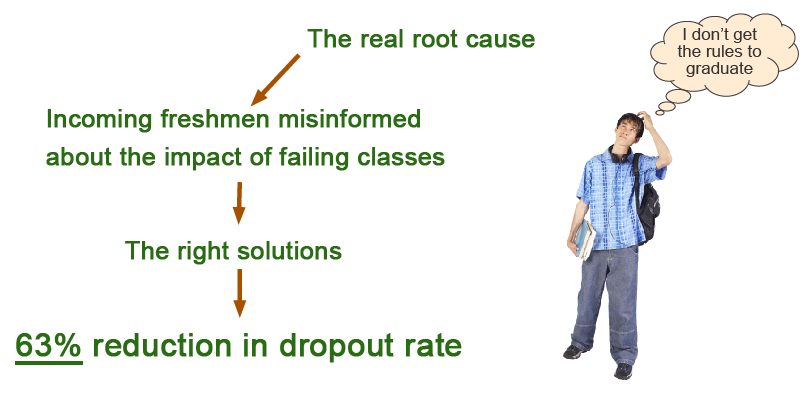 The real root cause
Incoming freshmen misinformed
about the impact of failing classes
The right solutions
63% reduction in dropout rate
I don't get
the rules to
graduate